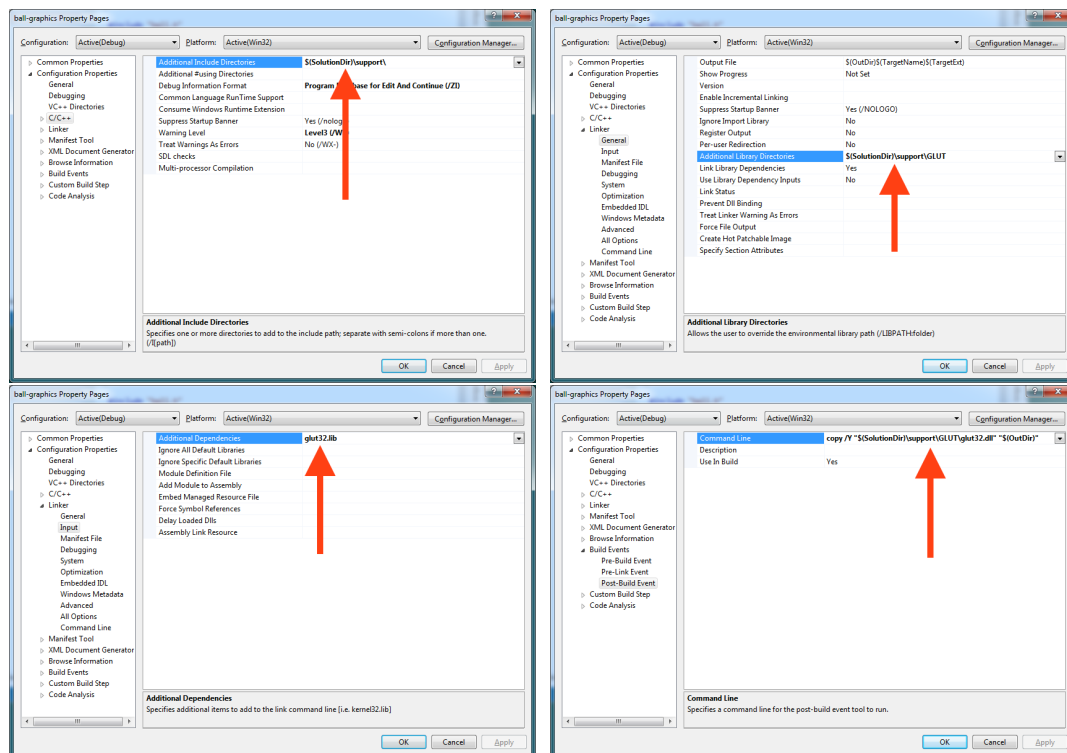 ball-graphics Property Pages
Configuration: Active(Debug) Platform: Active(Win32) Configuration Manager...
Common Properties
Configuration Properties
General
Debugging
VC++ Directories
C/C++
Linker
Manifest Tool
XML Document Generator
Browse Information
Build Events
Custom Build Step
Code Analysis
Additional Include Directories $(SolutionDir)\support\
Additional #using Directories
Debug Information Format Program for Edit And Continue (/ZI)
Common Language RunTime Support
Consume Windows Runtime Extension
Suppress Startup Banner Yes (/nologo
Warning Level Level3 (/W
Treat Warnings As Errors No (/WX-)
SDL checks
Multi-processor Compilation
Additional Include Directories
Specifies one or more directories to add to the include path; separate with semi-colons if more than one.
(/I[path])
OK Cancel Apply
ball-graphics Property Pages
Configuration: Active(Debug) Platform: Active(Win32) Configuration Manager...
Common Properties
Configuration Properties
General
Debugging
VC++ Directories
C/C++
Linker
General
Input
Manifest File
Debugging
System
Optimization
Embedded IDL
Windows Metadata
Advanced
All Options
Command Line
Manifest Tool
XML Document Generator
Browse Information
Build Events
Custom Build Step
Code Analysis
Output File $(OutDir)$(TargetName)$(TargetExt)
Show Progress Not Set
Version
Enable Incremental Linking
Suppress Startup Banner Yes (/NOLOGO)
Ignore Import Library No
Register Output No
Per-user Redirection No
Additional Library Directories $(SolutionDir)\support\GLUT
Link Library Dependencies Yes
Use Library Dependency Inputs No
Link Status
Prevent Dll Binding
Treat Linker Warning As Errors
Force File Output
Create Hot Patchable Image
Specify Section Attributes
Additional Library Directories
Allows the user to override the environmental library path (/LIBPATH:folder)
OK Cancel Apply
ball-graphics Property Pages
Configuration: Active(Debug) Platform: Active(Win32) Configuration Manager...
Common Properties
Configuration Properties
General
Debugging
VC++ Directories
C/C++
Linker
General
Input
Manifest File
Debugging
System
Optimization
Embedded IDL
Windows Metadata
Advanced
All Options
Command Line
Manifest Tool
XML Document Generator
Browse Information
Build Events
Custom Build Step
Code Analysis
Additional Dependencies glut32.lib
Ignore All Default Libraries
Ignore Specific Default Libraries
Module Definition File
Add Module to Assembly
Embed Managed Resource File
Force Symbol References
Delay Loaded Dlls
Assembly Link Resource
Additional Dependencies
Specifies additional items to add to the link command line [i.e. kernel32.lib]
OK Cancel Apply
ball-graphics Property Pages
Configuration: Active(Debug) Platform: Active(Win32) Configuration Manager...
Common Properties
Configuration Properties
General
Debugging
VC++ Directories
C/C++
Linker
Manifest Tool
XML Document Generator
Browse Information
Build Events
Pre-Build Event
Pre-Link Event
Post-Build Event
Custom Build Step
Code Analysis
Command Line copy /Y "$(SolutionDir)\support\GLUT\glut32.dll" "$(OutDir)"
Description
Use In Build Yes
Command Line
Specifies a command line for the post-build event tool to run.
OK Cancel Apply